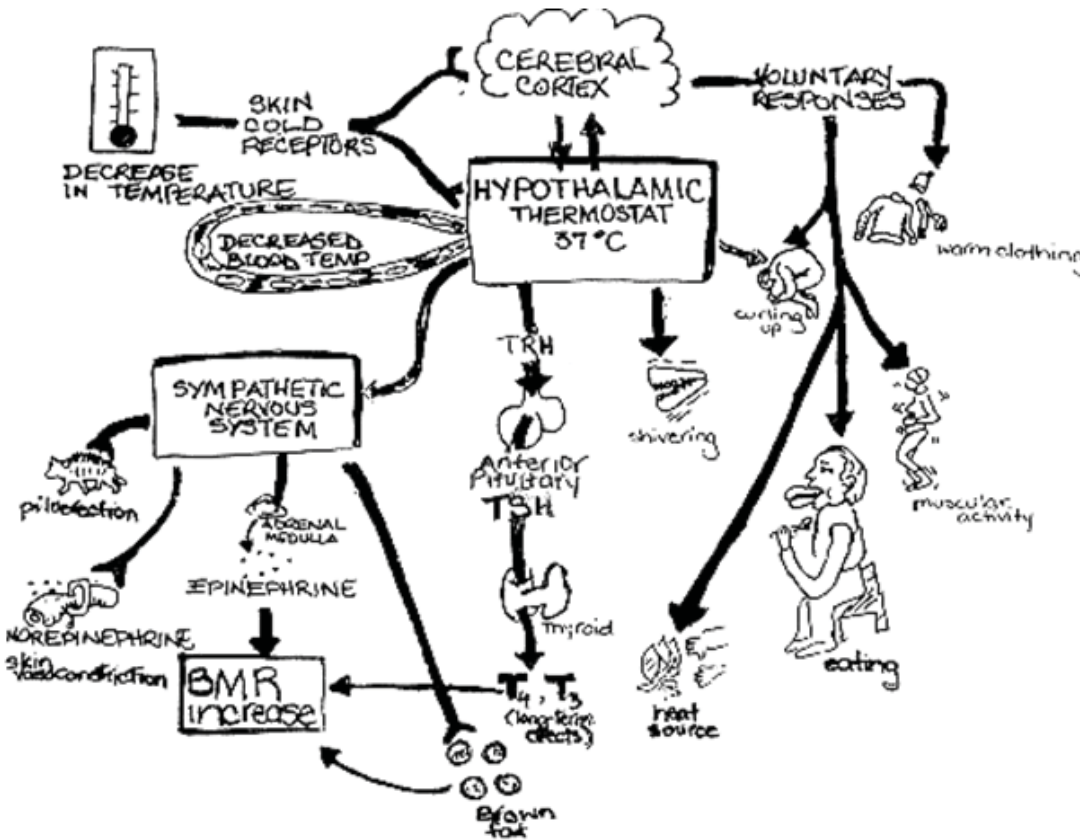 CEREBRAL
CORTEX
VOLUNTARY
RESPONSES
SKIN
COLD
RECEPTORS
DECREASE
IN TEMPERATURE
HYPOTHALAMIC
THERMOSTAT
37°C
DECREASED
BLOOD TEMP
warm clothing
curling
up
TRH
SYMPATHETIC
NERVOUS
SYSTEM
shivering
Anterior
Pituitary
TSH
muscular
activity
piloerection
ADRENAL
MEDULLA
EPINEPHRINE
NOREPINEPHRINE
skin
vasoconstriction
Thyroid
eating
BMR
increase
T4, T3
(long-term
effects)
heat
source
Brown
fat